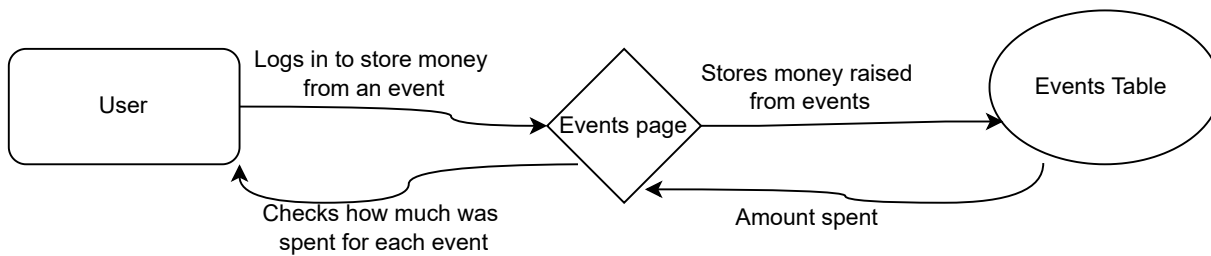 User
Logs in to store money
from an event
Events page
Stores money raised
from events
Events Table
Checks how much was
spent for each event
Amount spent